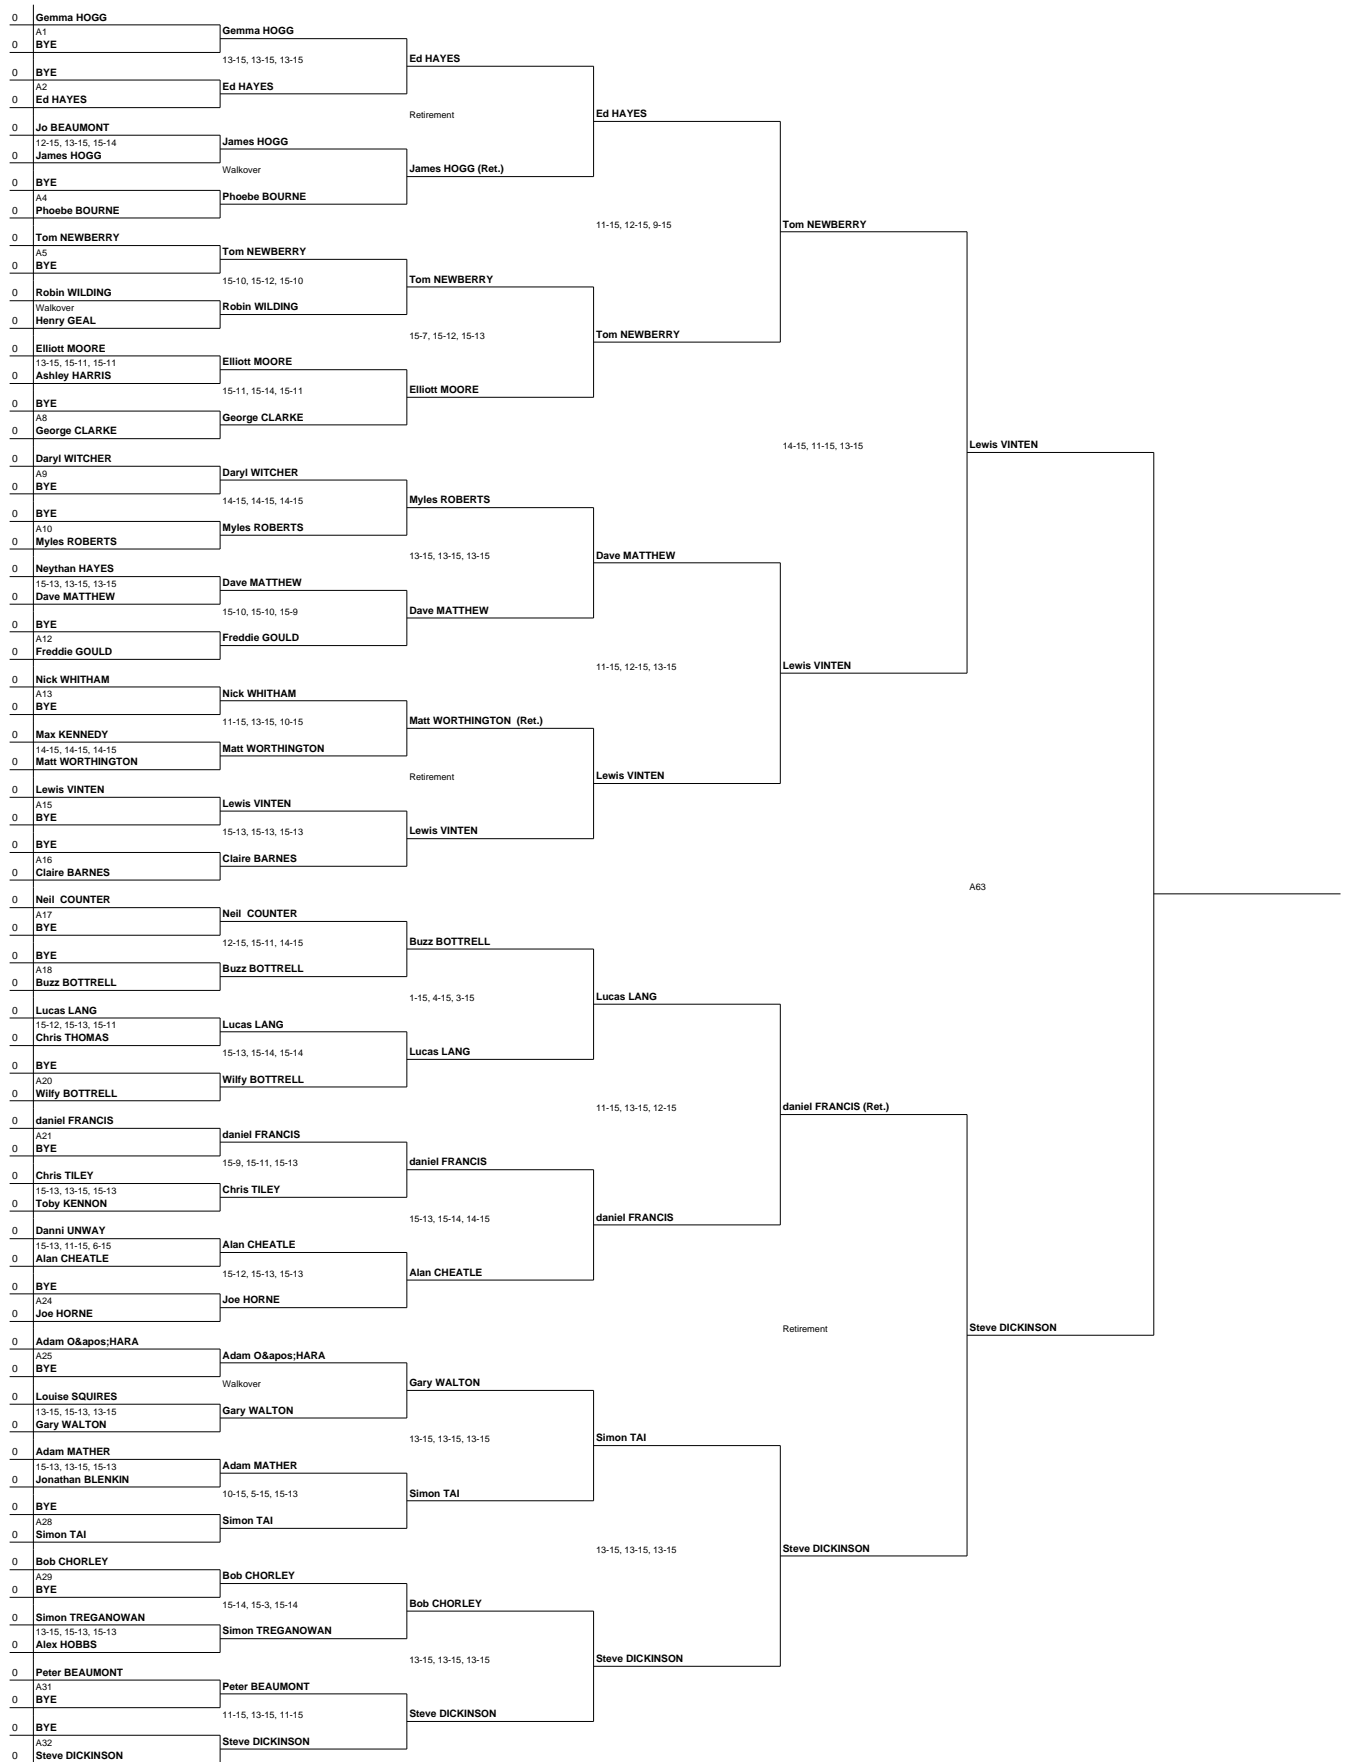 0 Gemma HOGG
A1 Gemma HOGG
0 BYE
13-15, 13-15, 13-15 Ed HAYES
0 BYE
A2 Ed HAYES
0 Ed HAYES
Retirement Ed HAYES
0 Jo BEAUMONT
12-15, 13-15, 15-14 James HOGG
0 James HOGG
Walkover James HOGG (Ret.)
0 BYE
A4 Phoebe BOURNE
0 Phoebe BOURNE
11-15, 12-15, 9-15 Tom NEWBERRY
0 Tom NEWBERRY
A5 Tom NEWBERRY
0 BYE
15-10, 15-12, 15-10 Tom NEWBERRY
0 Robin WILDING
Walkover Robin WILDING
0 Henry GEAL
15-7, 15-12, 15-13 Tom NEWBERRY
0 Elliott MOORE
13-15, 15-11, 15-11 Elliott MOORE
0 Ashley HARRIS
15-11, 15-14, 15-11 Elliott MOORE
0 BYE
A8 George CLARKE
0 George CLARKE
14-15, 11-15, 13-15 Lewis VINTEN
0 Daryl WITCHER
A9 Daryl WITCHER
0 BYE
14-15, 14-15, 14-15 Myles ROBERTS
0 BYE
A10 Myles ROBERTS
0 Myles ROBERTS
13-15, 13-15, 13-15 Dave MATTHEW
0 Neythan HAYES
15-13, 13-15, 13-15 Dave MATTHEW
0 Dave MATTHEW
15-10, 15-10, 15-9 Dave MATTHEW
0 BYE
A12 Freddie GOULD
0 Freddie GOULD
11-15, 12-15, 13-15 Lewis VINTEN
0 Nick WHITHAM
A13 Nick WHITHAM
0 BYE
11-15, 13-15, 10-15 Matt WORTHINGTON (Ret.)
0 Max KENNEDY
14-15, 14-15, 14-15 Matt WORTHINGTON
0 Matt WORTHINGTON
Retirement Lewis VINTEN
0 Lewis VINTEN
A15 Lewis VINTEN
0 BYE
15-13, 15-13, 15-13 Lewis VINTEN
0 BYE
A16 Claire BARNES
0 Claire BARNES
A63
0 Neil COUNTER
A17 Neil COUNTER
0 BYE
12-15, 15-11, 14-15 Buzz BOTTRELL
0 BYE
A18 Buzz BOTTRELL
0 Buzz BOTTRELL
1-15, 4-15, 3-15 Lucas LANG
0 Lucas LANG
15-12, 15-13, 15-11 Lucas LANG
0 Chris THOMAS
15-13, 15-14, 15-14 Lucas LANG
0 BYE
A20 Wilfy BOTTRELL
0 Wilfy BOTTRELL
11-15, 13-15, 12-15 daniel FRANCIS (Ret.)
0 daniel FRANCIS
A21 daniel FRANCIS
0 BYE
15-9, 15-11, 15-13 daniel FRANCIS
0 Chris TILEY
15-13, 13-15, 15-13 Chris TILEY
0 Toby KENNON
15-13, 15-14, 14-15 daniel FRANCIS
0 Danni UNWAY
15-13, 11-15, 6-15 Alan CHEATLE
0 Alan CHEATLE
15-12, 15-13, 15-13 Alan CHEATLE
0 BYE
A24 Joe HORNE
0 Joe HORNE
Retirement Steve DICKINSON
0 Adam O&apos;HARA
A25 Adam O&apos;HARA
0 BYE
Walkover Gary WALTON
0 Louise SQUIRES
13-15, 15-13, 13-15 Gary WALTON
0 Gary WALTON
13-15, 13-15, 13-15 Simon TAI
0 Adam MATHER
15-13, 13-15, 15-13 Adam MATHER
0 Jonathan BLENKIN
10-15, 5-15, 15-13 Simon TAI
0 BYE
A28 Simon TAI
0 Simon TAI
13-15, 13-15, 13-15 Steve DICKINSON
0 Bob CHORLEY
A29 Bob CHORLEY
0 BYE
15-14, 15-3, 15-14 Bob CHORLEY
0 Simon TREGANOWAN
13-15, 15-13, 15-13 Simon TREGANOWAN
0 Alex HOBBS
13-15, 13-15, 13-15 Steve DICKINSON
0 Peter BEAUMONT
A31 Peter BEAUMONT
0 BYE
11-15, 13-15, 11-15 Steve DICKINSON
0 BYE
A32 Steve DICKINSON
0 Steve DICKINSON